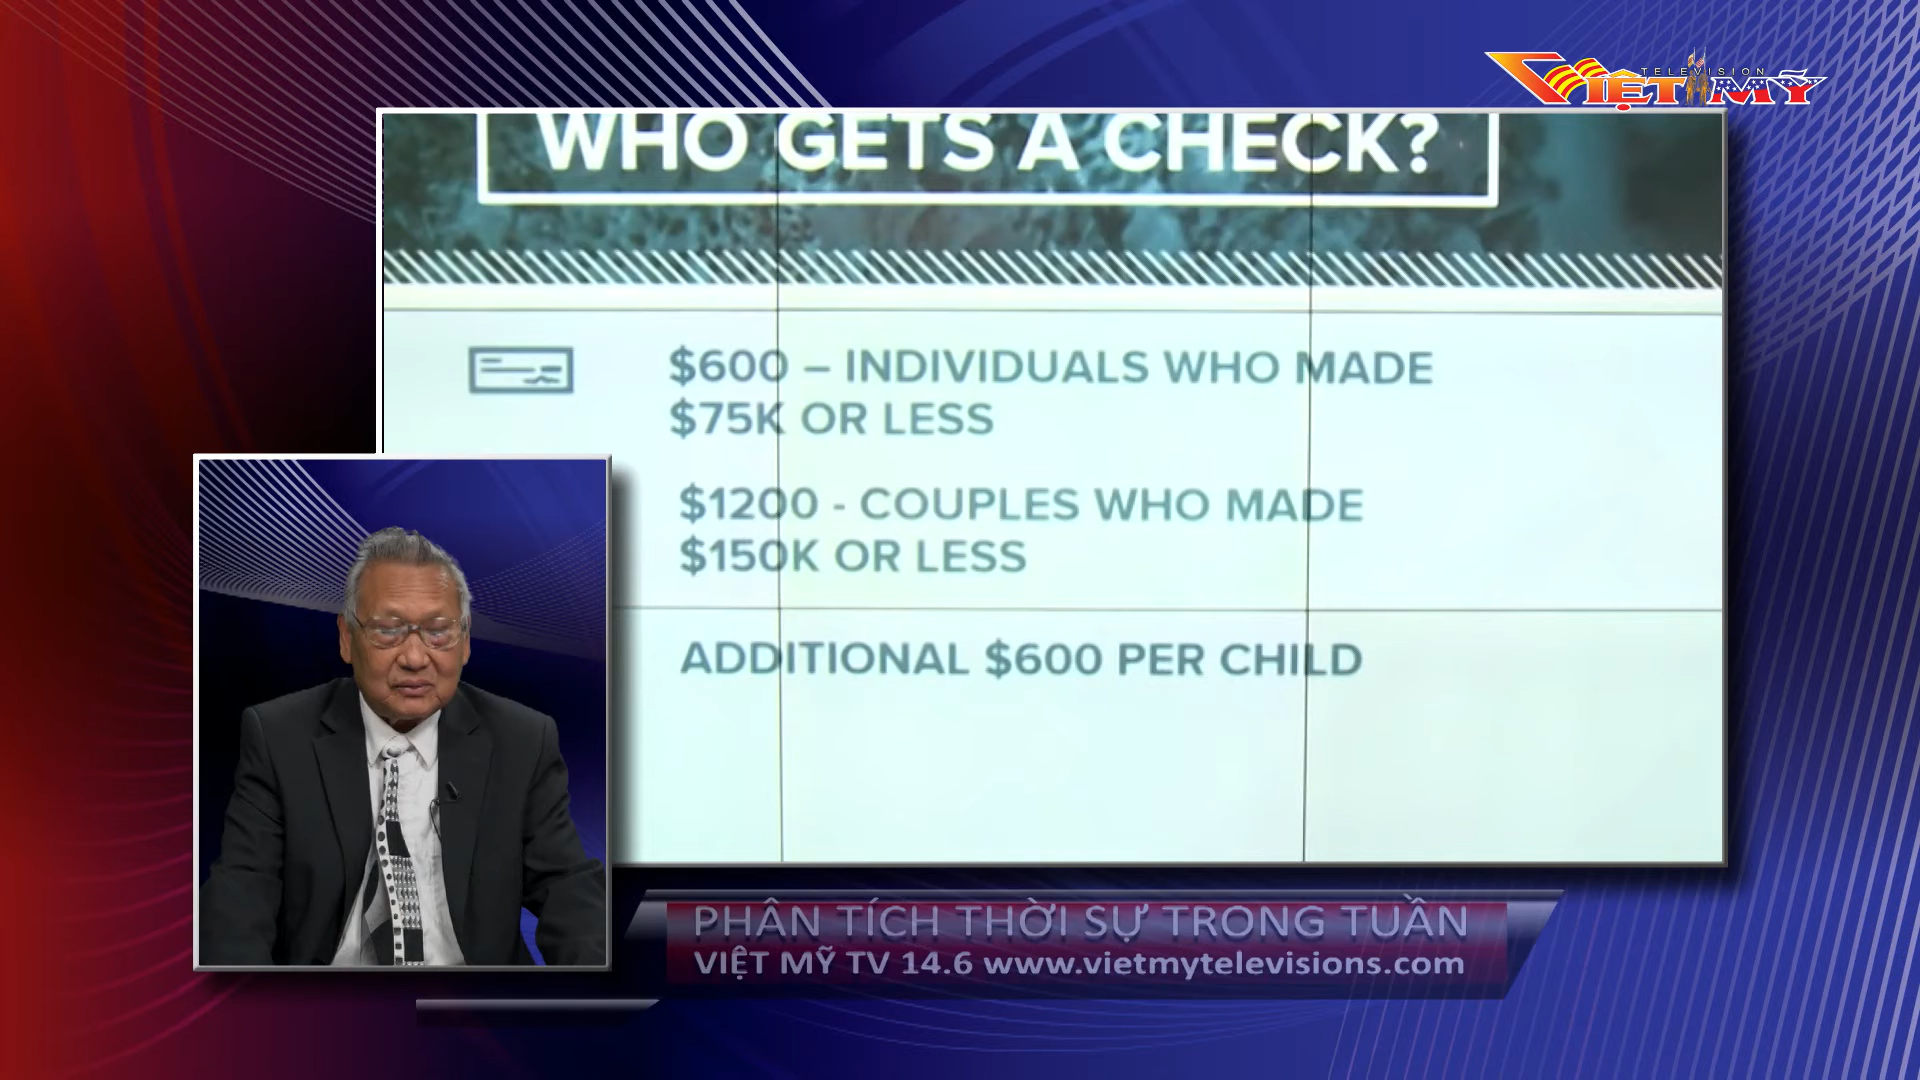 TELEVISION
VIỆT MỸ
WHO GETS A CHECK?
$600 – INDIVIDUALS WHO MADE
$75K OR LESS
$1200 - COUPLES WHO MADE
$150K OR LESS
ADDITIONAL $600 PER CHILD
PHÂN TÍCH THỜI SỰ TRONG TUẦN
VIỆT MỸ TV 14.6 www.vietmytelevisions.com